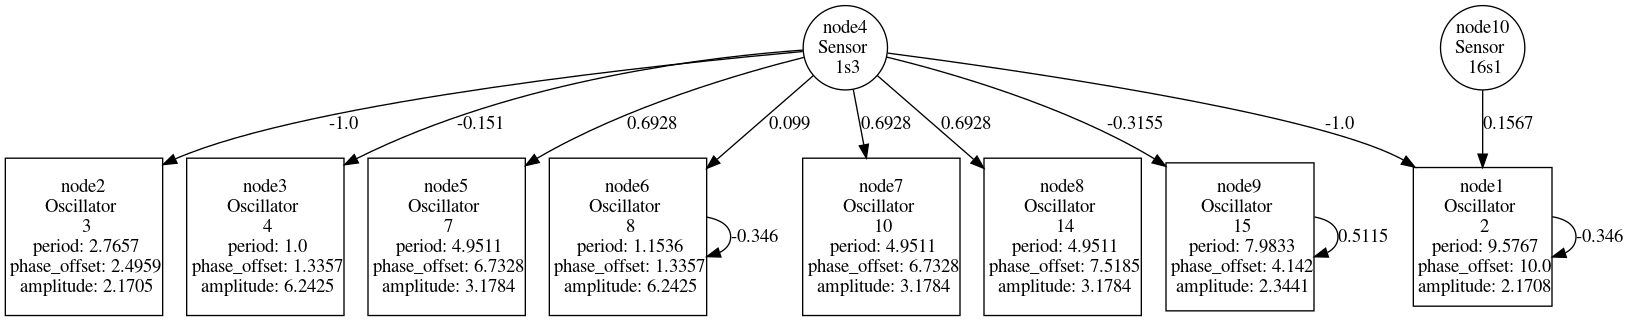 node4
Sensor
1s3
node10
Sensor
16s1
-1.0
-0.151
0.6928
0.099
0.6928
0.6928
-0.3155
-1.0
0.1567
node2
Oscillator
3
period: 2.7657
phase_offset: 2.4959
amplitude: 2.1705
node3
Oscillator
4
period: 1.0
phase_offset: 1.3357
amplitude: 6.2425
node5
Oscillator
7
period: 4.9511
phase_offset: 6.7328
amplitude: 3.1784
node6
Oscillator
8
period: 1.1536
phase_offset: 1.3357
amplitude: 6.2425
-0.346
node7
Oscillator
10
period: 4.9511
phase_offset: 6.7328
amplitude: 3.1784
node8
Oscillator
14
period: 4.9511
phase_offset: 7.5185
amplitude: 3.1784
node9
Oscillator
15
period: 7.9833
phase_offset: 4.142
amplitude: 2.3441
0.5115
node1
Oscillator
2
period: 9.5767
phase_offset: 10.0
amplitude: 2.1708
-0.346